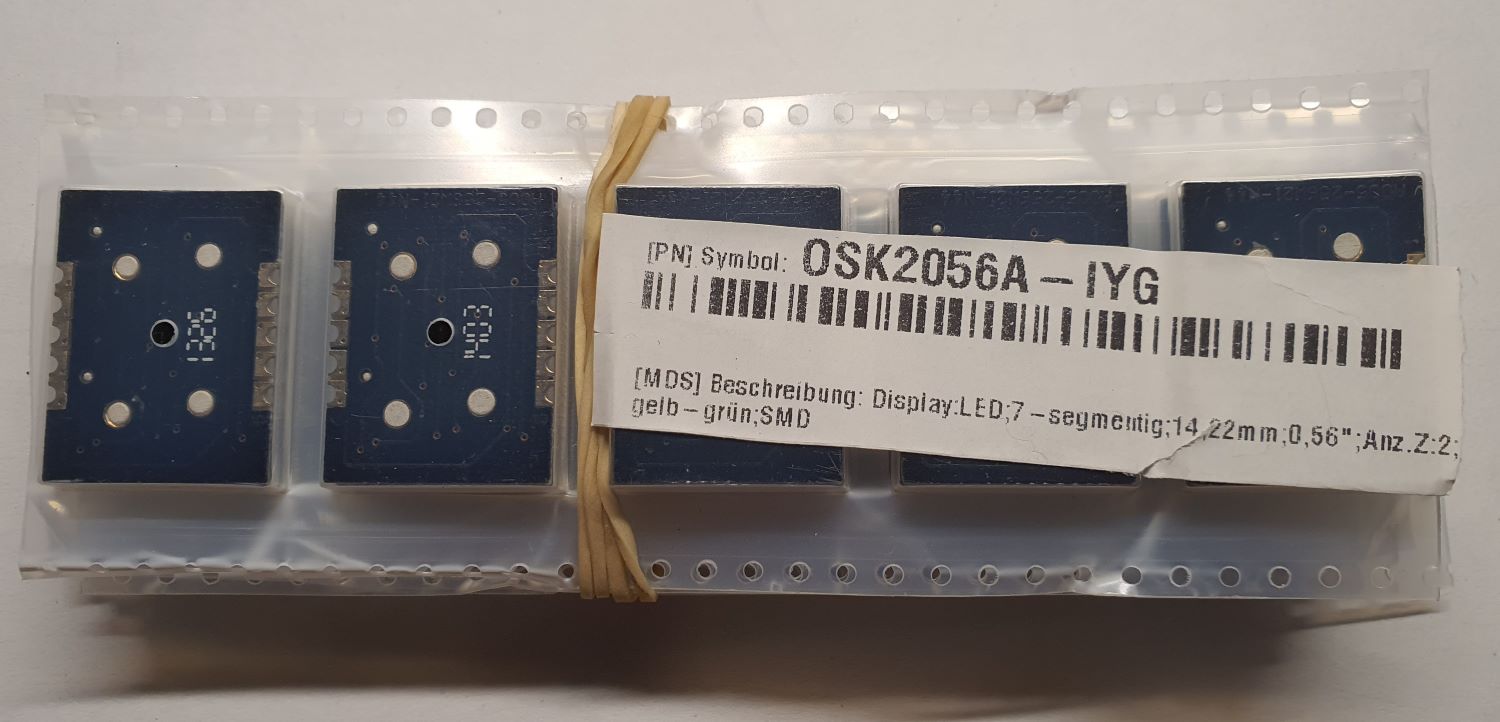 [PN] Symbol: OSK2056A-IYG
[MDS] Beschreibung: Display:LED;7-segmentig;14,22mm;0,56";Anz.Z:2;
gelb-grün;SMD